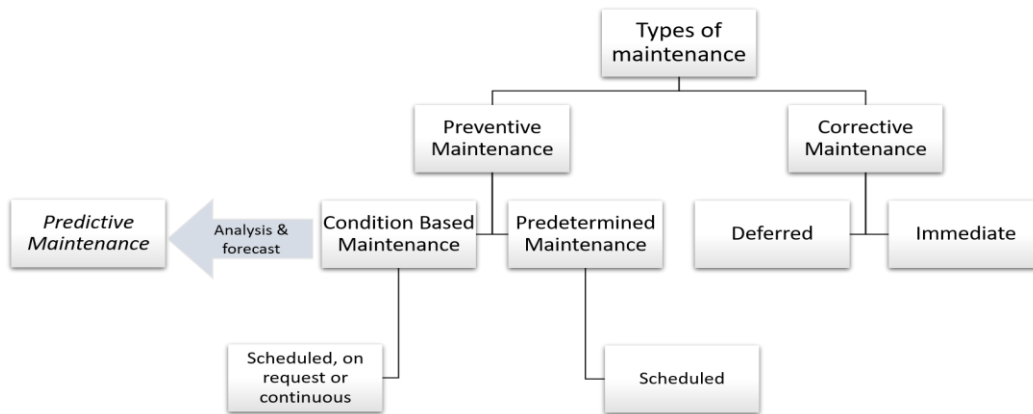 Types of
maintenance
Preventive
Maintenance
Corrective
Maintenance
Predictive
Maintenance
Analysis &
forecast
Condition Based
Maintenance
Predetermined
Maintenance
Deferred
Immediate
Scheduled, on
request or
continuous
Scheduled